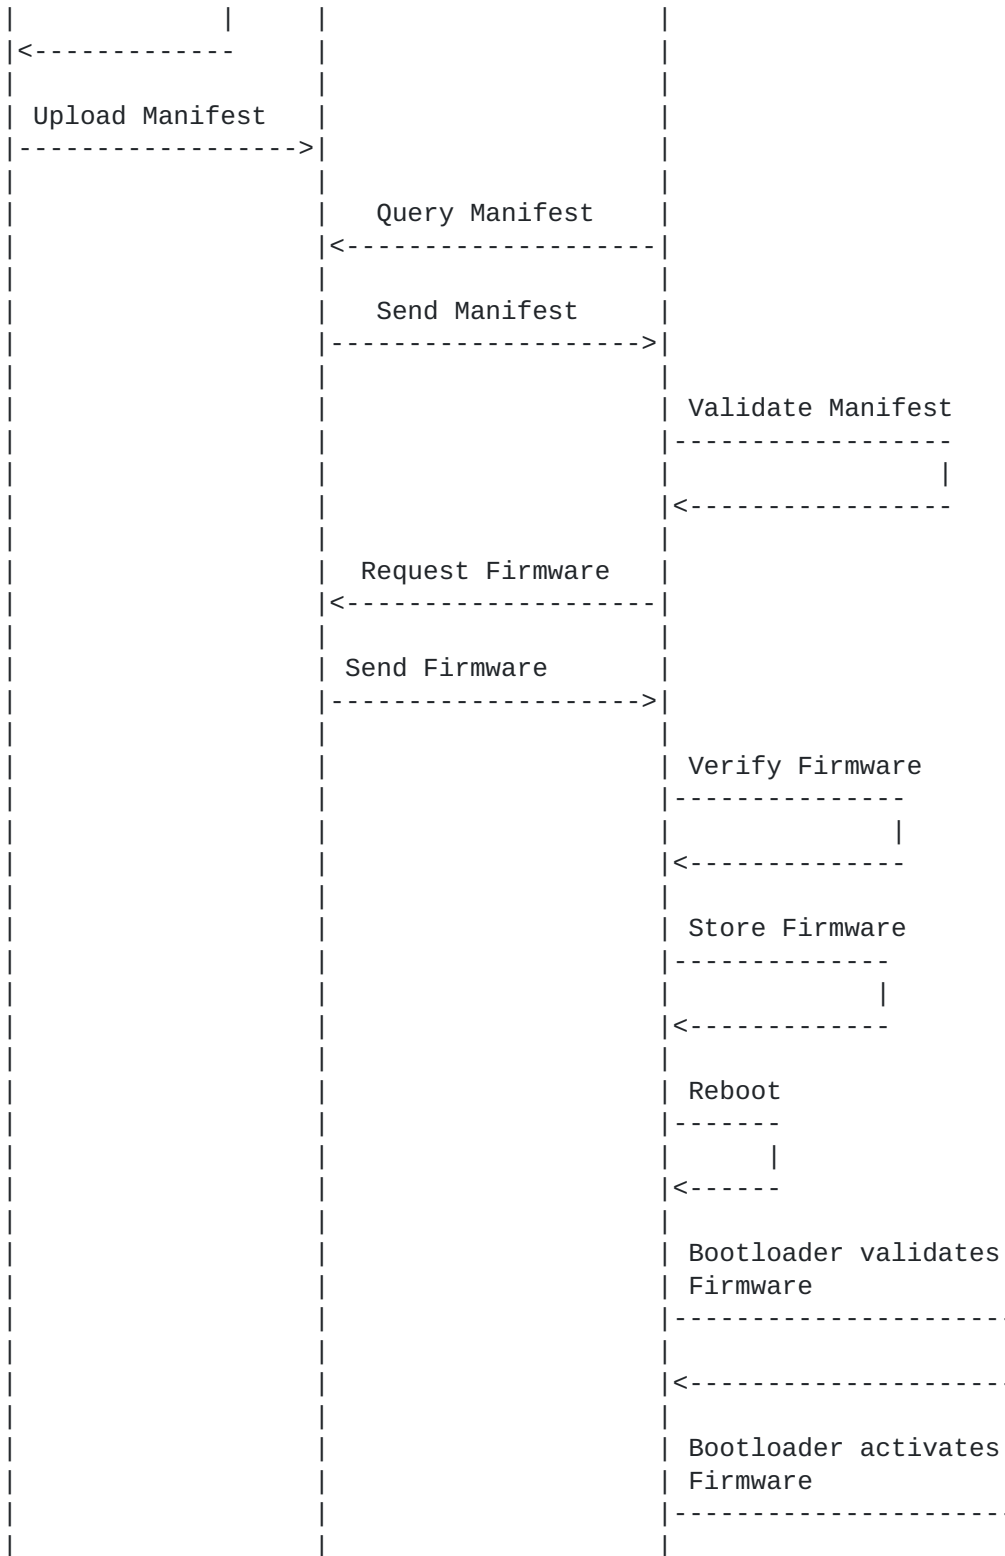 |             |     |                     |
|<-------------     |                     |
|                   |                     |
| Upload Manifest   |                     |
|------------------>|                     |
|                   |                     |
|                   |   Query Manifest    |
|                   |<--------------------|
|                   |                     |
|                   |   Send Manifest     |
|                   |-------------------->|
|                   |                     |
|                   |                     | Validate Manifest
|                   |                     |------------------
|                   |                     |                 |
|                   |                     |<-----------------
|                   |                     |
|                   |  Request Firmware   |
|                   |<--------------------|
|                   |                     |
|                   | Send Firmware       |
|                   |-------------------->|
|                   |                     |
|                   |                     | Verify Firmware
|                   |                     |---------------
|                   |                     |              |
|                   |                     |<--------------
|                   |                     |
|                   |                     | Store Firmware
|                   |                     |--------------
|                   |                     |             |
|                   |                     |<-------------
|                   |                     |
|                   |                     | Reboot
|                   |                     |-------
|                   |                     |      |
|                   |                     |<------
|                   |                     |
|                   |                     | Bootloader validates
|                   |                     | Firmware
|                   |                     |----------------------
|                   |                     |
|                   |                     |<---------------------
|                   |                     |
|                   |                     | Bootloader activates
|                   |                     | Firmware
|                   |                     |----------------------
|                   |                     |